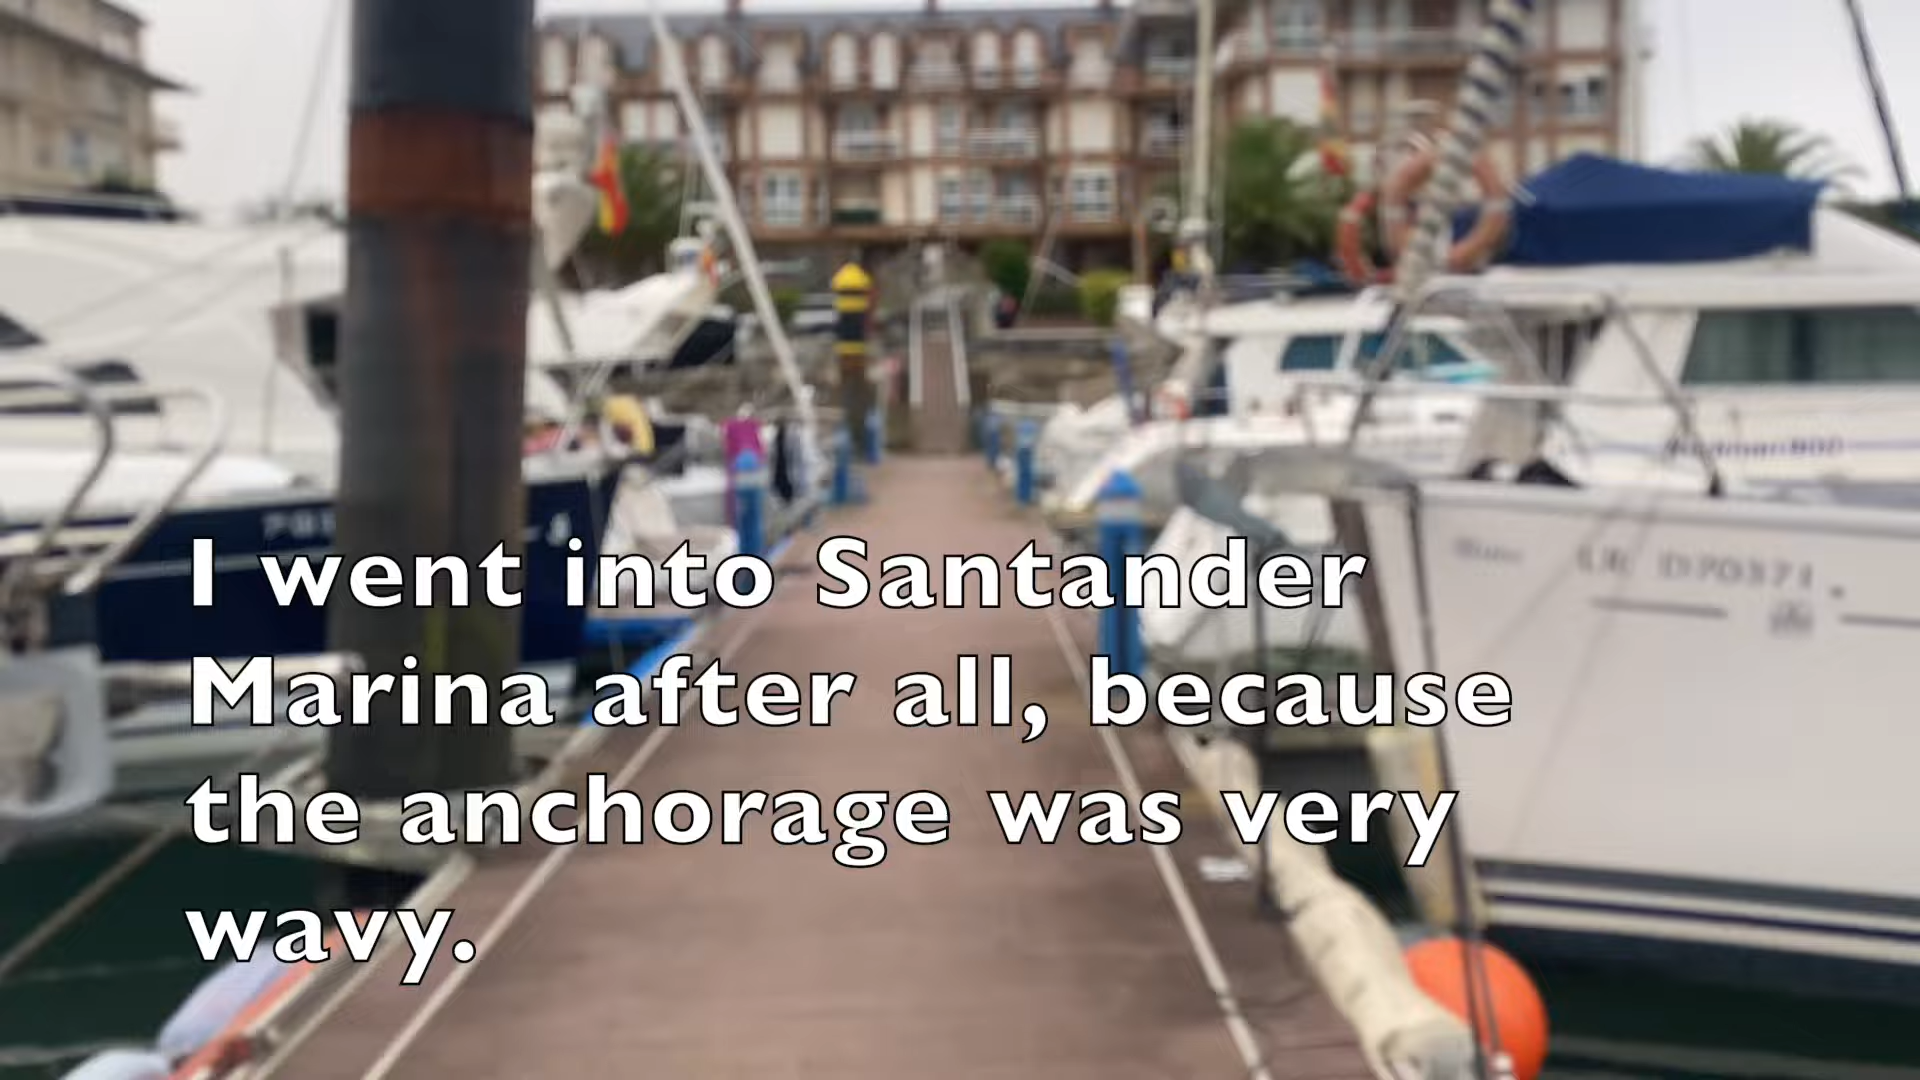 I went into Santander
Marina after all, because
the anchorage was very
wavy.